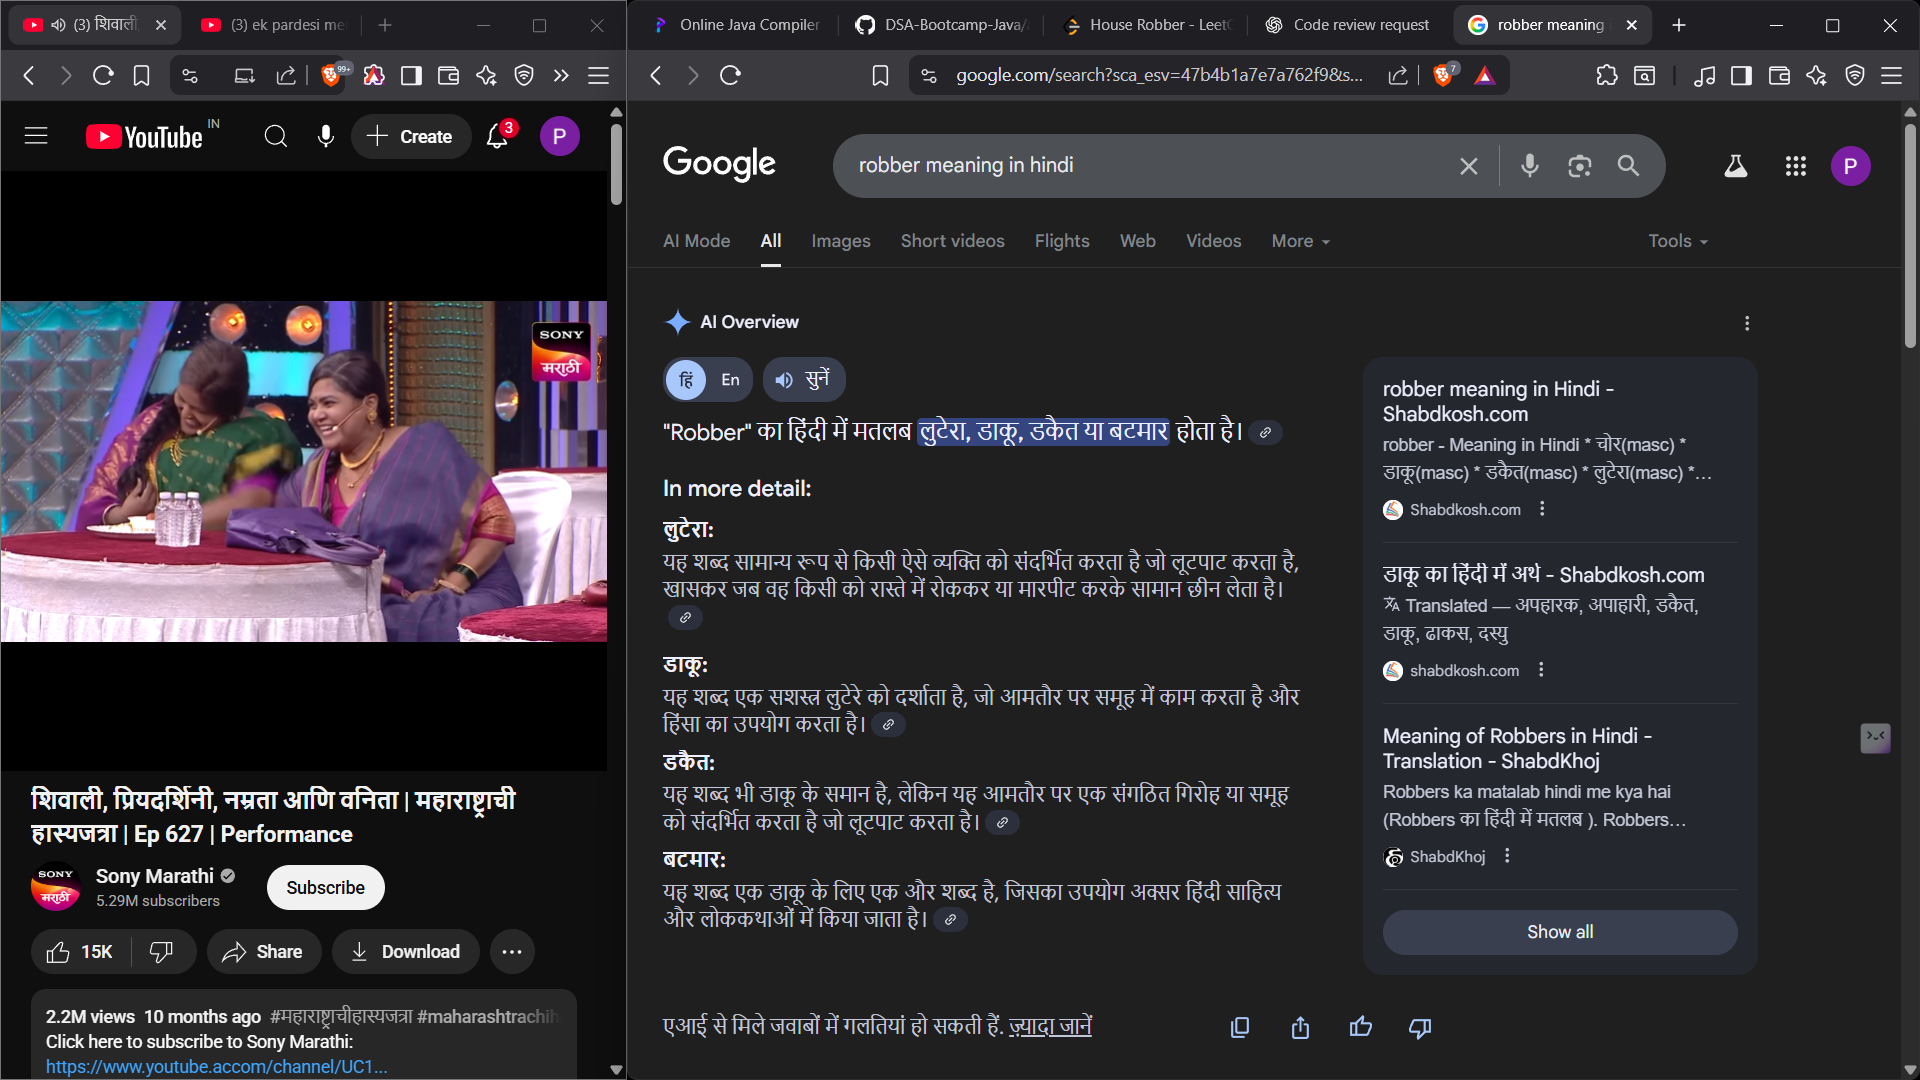 (3) शिवाली,
(3) ek pardesi me
YouTube IN
Create
3
P
SONY
मराठी
शिवाली, प्रियदर्शिनी, नम्रता आणि वनिता | महाराष्ट्राची
हास्यजत्रा | Ep 627 | Performance
SONY
मराठी
Sony Marathi
5.29M subscribers
Subscribe
15K
Share
Download
2.2M views 10 months ago #महाराष्ट्राचीहास्यजत्रा #maharashtrachih
Click here to subscribe to Sony Marathi:
https://www.youtube.accom/channel/UC1...
Online Java Compiler
DSA-Bootcamp-Java/
House Robber - LeetC
Code review request
robber meaning
google.com/search?sca_esv=47b4b1a7e7a762f9&s...
99+
7
Google
robber meaning in hindi
P
AI Mode
All
Images
Short videos
Flights
Web
Videos
More
Tools
AI Overview
हिं
En
सुनें
"Robber" का हिंदी में मतलब लुटेरा, डाकू, डकैत या बटमार होता है।
In more detail:
लुटेरा:
यह शब्द सामान्य रूप से किसी ऐसे व्यक्ति को संदर्भित करता है जो लूटपाट करता है,
खासकर जब वह किसी को रास्ते में रोककर या मारपीट करके सामान छीन लेता है।
डाकू:
यह शब्द एक सशस्त्र लुटेरे को दर्शाता है, जो आमतौर पर समूह में काम करता है और
हिंसा का उपयोग करता है।
डकैत:
यह शब्द भी डाकू के समान है, लेकिन यह आमतौर पर एक संगठित गिरोह या समूह
को संदर्भित करता है जो लूटपाट करता है।
बटमार:
यह शब्द एक डाकू के लिए एक और शब्द है, जिसका उपयोग अक्सर हिंदी साहित्य
और लोककथाओं में किया जाता है।
एआई से मिले जवाबों में गलतियां हो सकती हैं. ज़्यादा जानें
robber meaning in Hindi -
Shabdkosh.com
robber - Meaning in Hindi * चोर(masc) *
डाकू(masc) * डकैत(masc) * लुटेरा(masc) *…
Shabdkosh.com
डाकू का हिंदी में अर्थ - Shabdkosh.com
Translated — अपहारक, अपाहारी, डकैत,
डाकू, ढाकस, दस्यु
shabdkosh.com
Meaning of Robbers in Hindi -
Translation - ShabdKhoj
Robbers ka matalab hindi me kya hai
(Robbers का हिंदी में मतलब ). Robbers…
ShabdKhoj
Show all